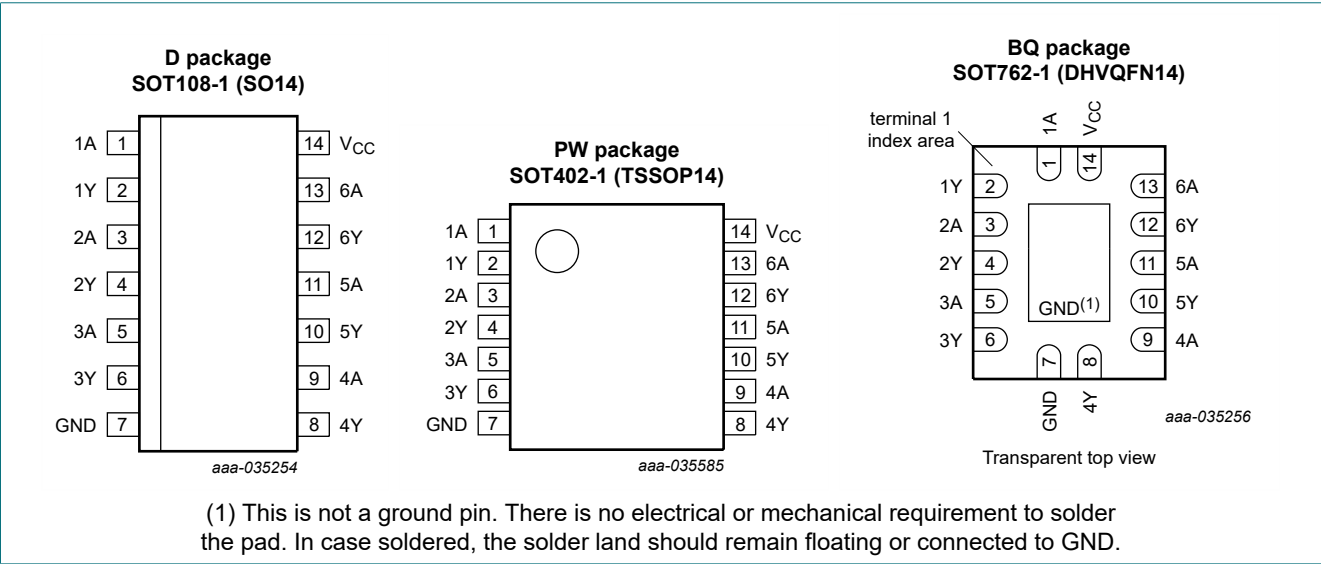 D package
SOT108-1 (SO14)
1A 1 14 VCC
1Y 2 13 6A
2A 3 12 6Y
2Y 4 11 5A
3A 5 10 5Y
3Y 6 9 4A
GND 7 8 4Y
aaa-035254
PW package
SOT402-1 (TSSOP14)
1A 1 14 VCC
1Y 2 13 6A
2A 3 12 6Y
2Y 4 11 5A
3A 5 10 5Y
3Y 6 9 4A
GND 7 8 4Y
aaa-035585
BQ package
SOT762-1 (DHVQFN14)
terminal 1
index area
1A VCC
1 14
1Y 2 13 6A
2A 3 12 6Y
2Y 4 11 5A
3A 5 GND(1) 10 5Y
3Y 6 9 4A
7 8
GND 4Y
aaa-035256
Transparent top view
(1) This is not a ground pin. There is no electrical or mechanical requirement to solder
the pad. In case soldered, the solder land should remain floating or connected to GND.